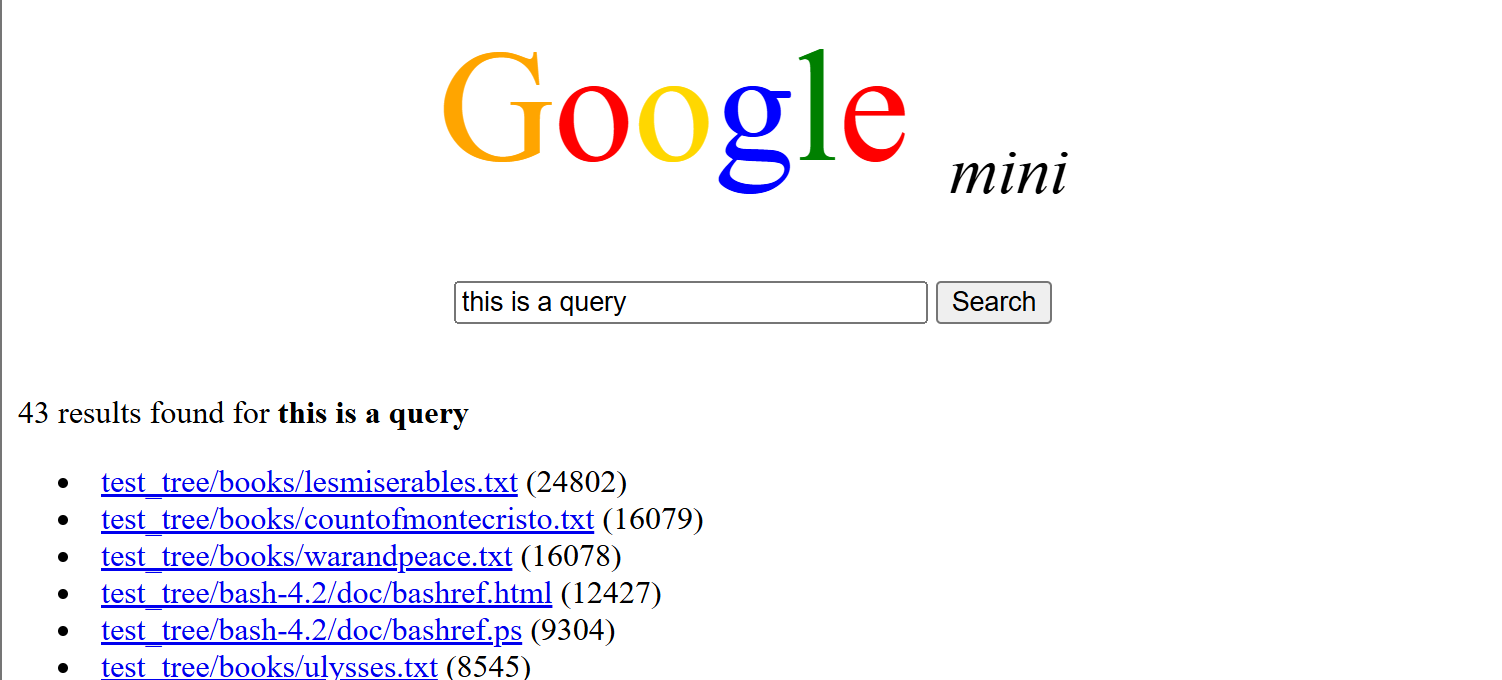 Google mini
this is a query Search
43 results found for this is a query
test_tree/books/lesmiserables.txt (24802)
test_tree/books/countofmontecristo.txt (16079)
test_tree/books/warandpeace.txt (16078)
test_tree/bash-4.2/doc/bashref.html (12427)
test_tree/bash-4.2/doc/bashref.ps (9304)
test_tree/books/ulysses.txt (8545)